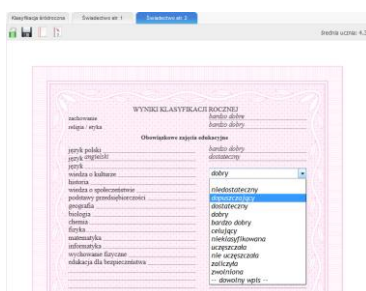 Klasyfikacja śródroczna Świadectwo str. 1 Świadectwo str. 2
średnia ucznia: 4.2
WYNIKI KLASYFIKACJI ROCZNEJ
zachowanie bardzo dobre
religia / etyka bardzo dobry
Obowiązkowe zajęcia edukacyjne
język polski bardzo dobry
język angielski dostateczny
język
wiedza o kulturze dobry
historia
wiedza o społeczeństwie niedostateczny
podstawy przedsiębiorczości dopuszczający
geografia dostateczny
biologia dobry
chemia bardzo dobry
fizyka celujący
matematyka nieklasyfikowana
informatyka uczęszczała
wychowanie fizyczne nie uczęszczała
edukacja dla bezpieczeństwa zaliczyła
zwolniona
-- dowolny wpis --